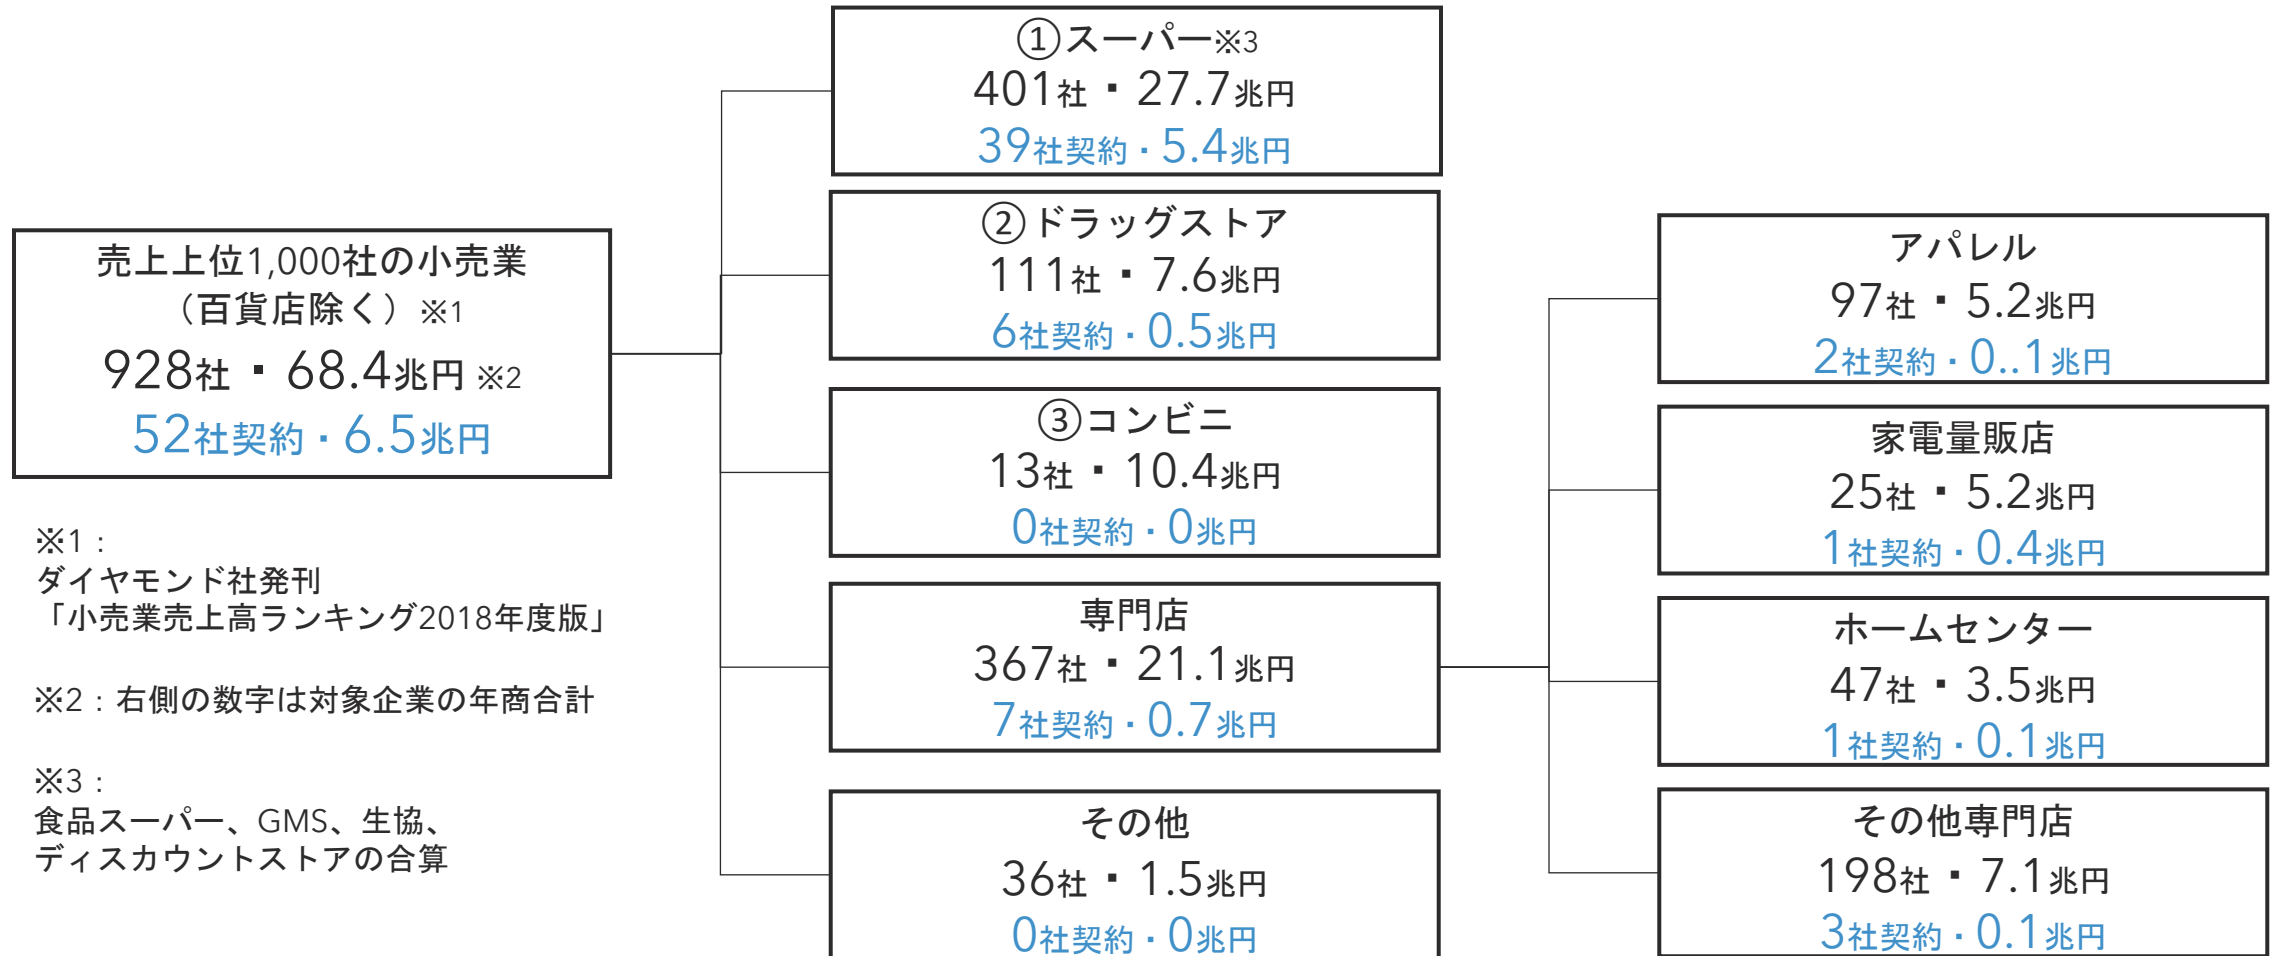 売上上位1,000社の小売業
（百貨店除く）※1
928社・68.4兆円 ※2
52社契約・6.5兆円
※1：
ダイヤモンド社発刊
「小売業売上高ランキング2018年度版」
※2：右側の数字は対象企業の年商合計
※3：
食品スーパー、GMS、生協、
ディスカウントストアの合算
①スーパー※3
401社・27.7兆円
39社契約・5.4兆円
②ドラッグストア
111社・7.6兆円
6社契約・0.5兆円
③コンビニ
13社・10.4兆円
0社契約・0兆円
専門店
367社・21.1兆円
7社契約・0.7兆円
その他
36社・1.5兆円
0社契約・0兆円
アパレル
97社・5.2兆円
2社契約・0..1兆円
家電量販店
25社・5.2兆円
1社契約・0.4兆円
ホームセンター
47社・3.5兆円
1社契約・0.1兆円
その他専門店
198社・7.1兆円
3社契約・0.1兆円